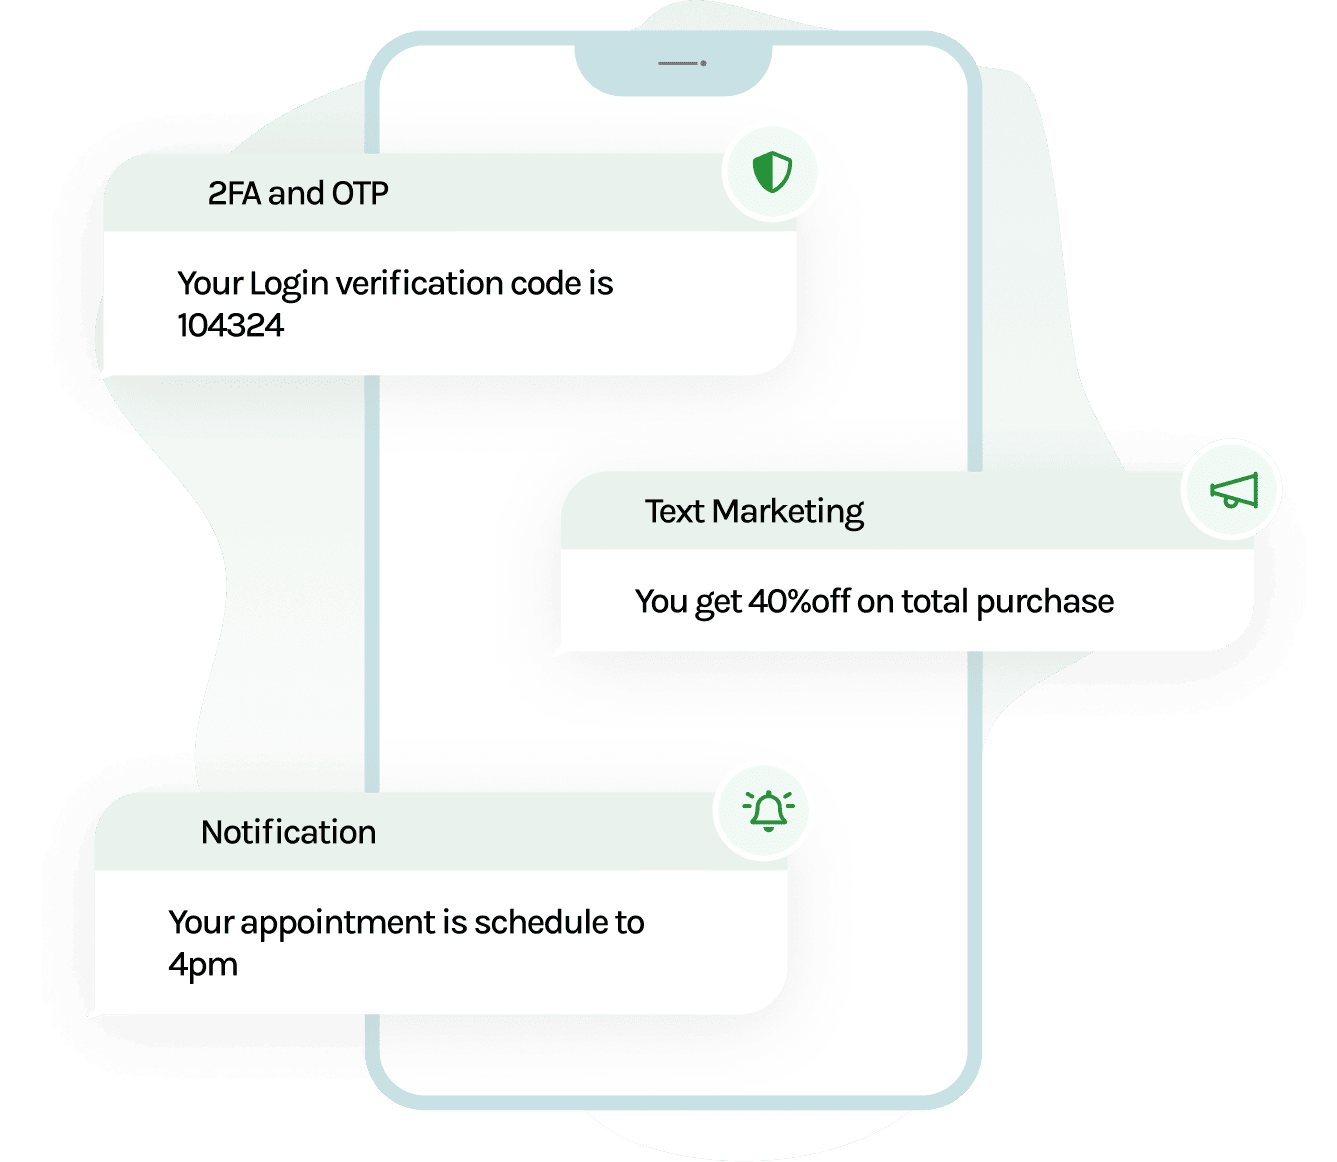 2FA and OTP
Your Login verification code is
104324
Text Marketing
You get 40%off on total purchase
Notification
Your appointment is schedule to
4pm